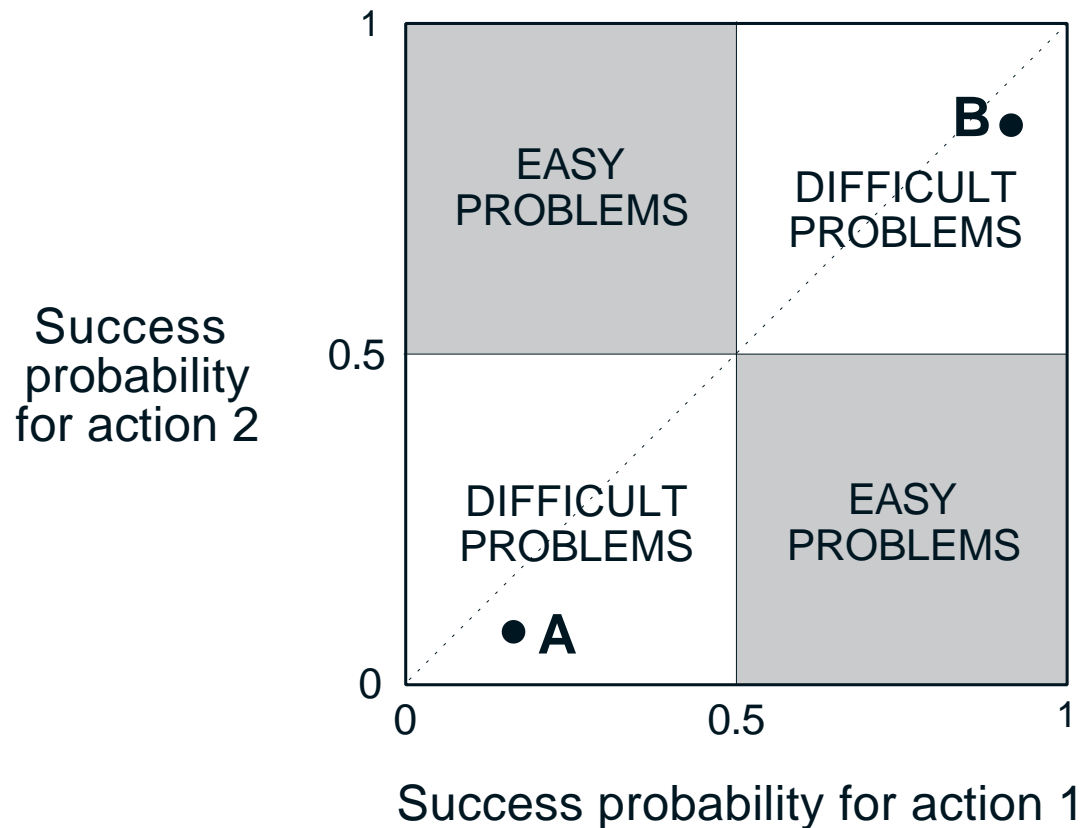 1
B
EASY
PROBLEMS
DIFFICULT
PROBLEMS
Success
probability
for action 2
0.5
DIFFICULT
PROBLEMS
EASY
PROBLEMS
A
0
0
0.5
1
Success probability for action 1